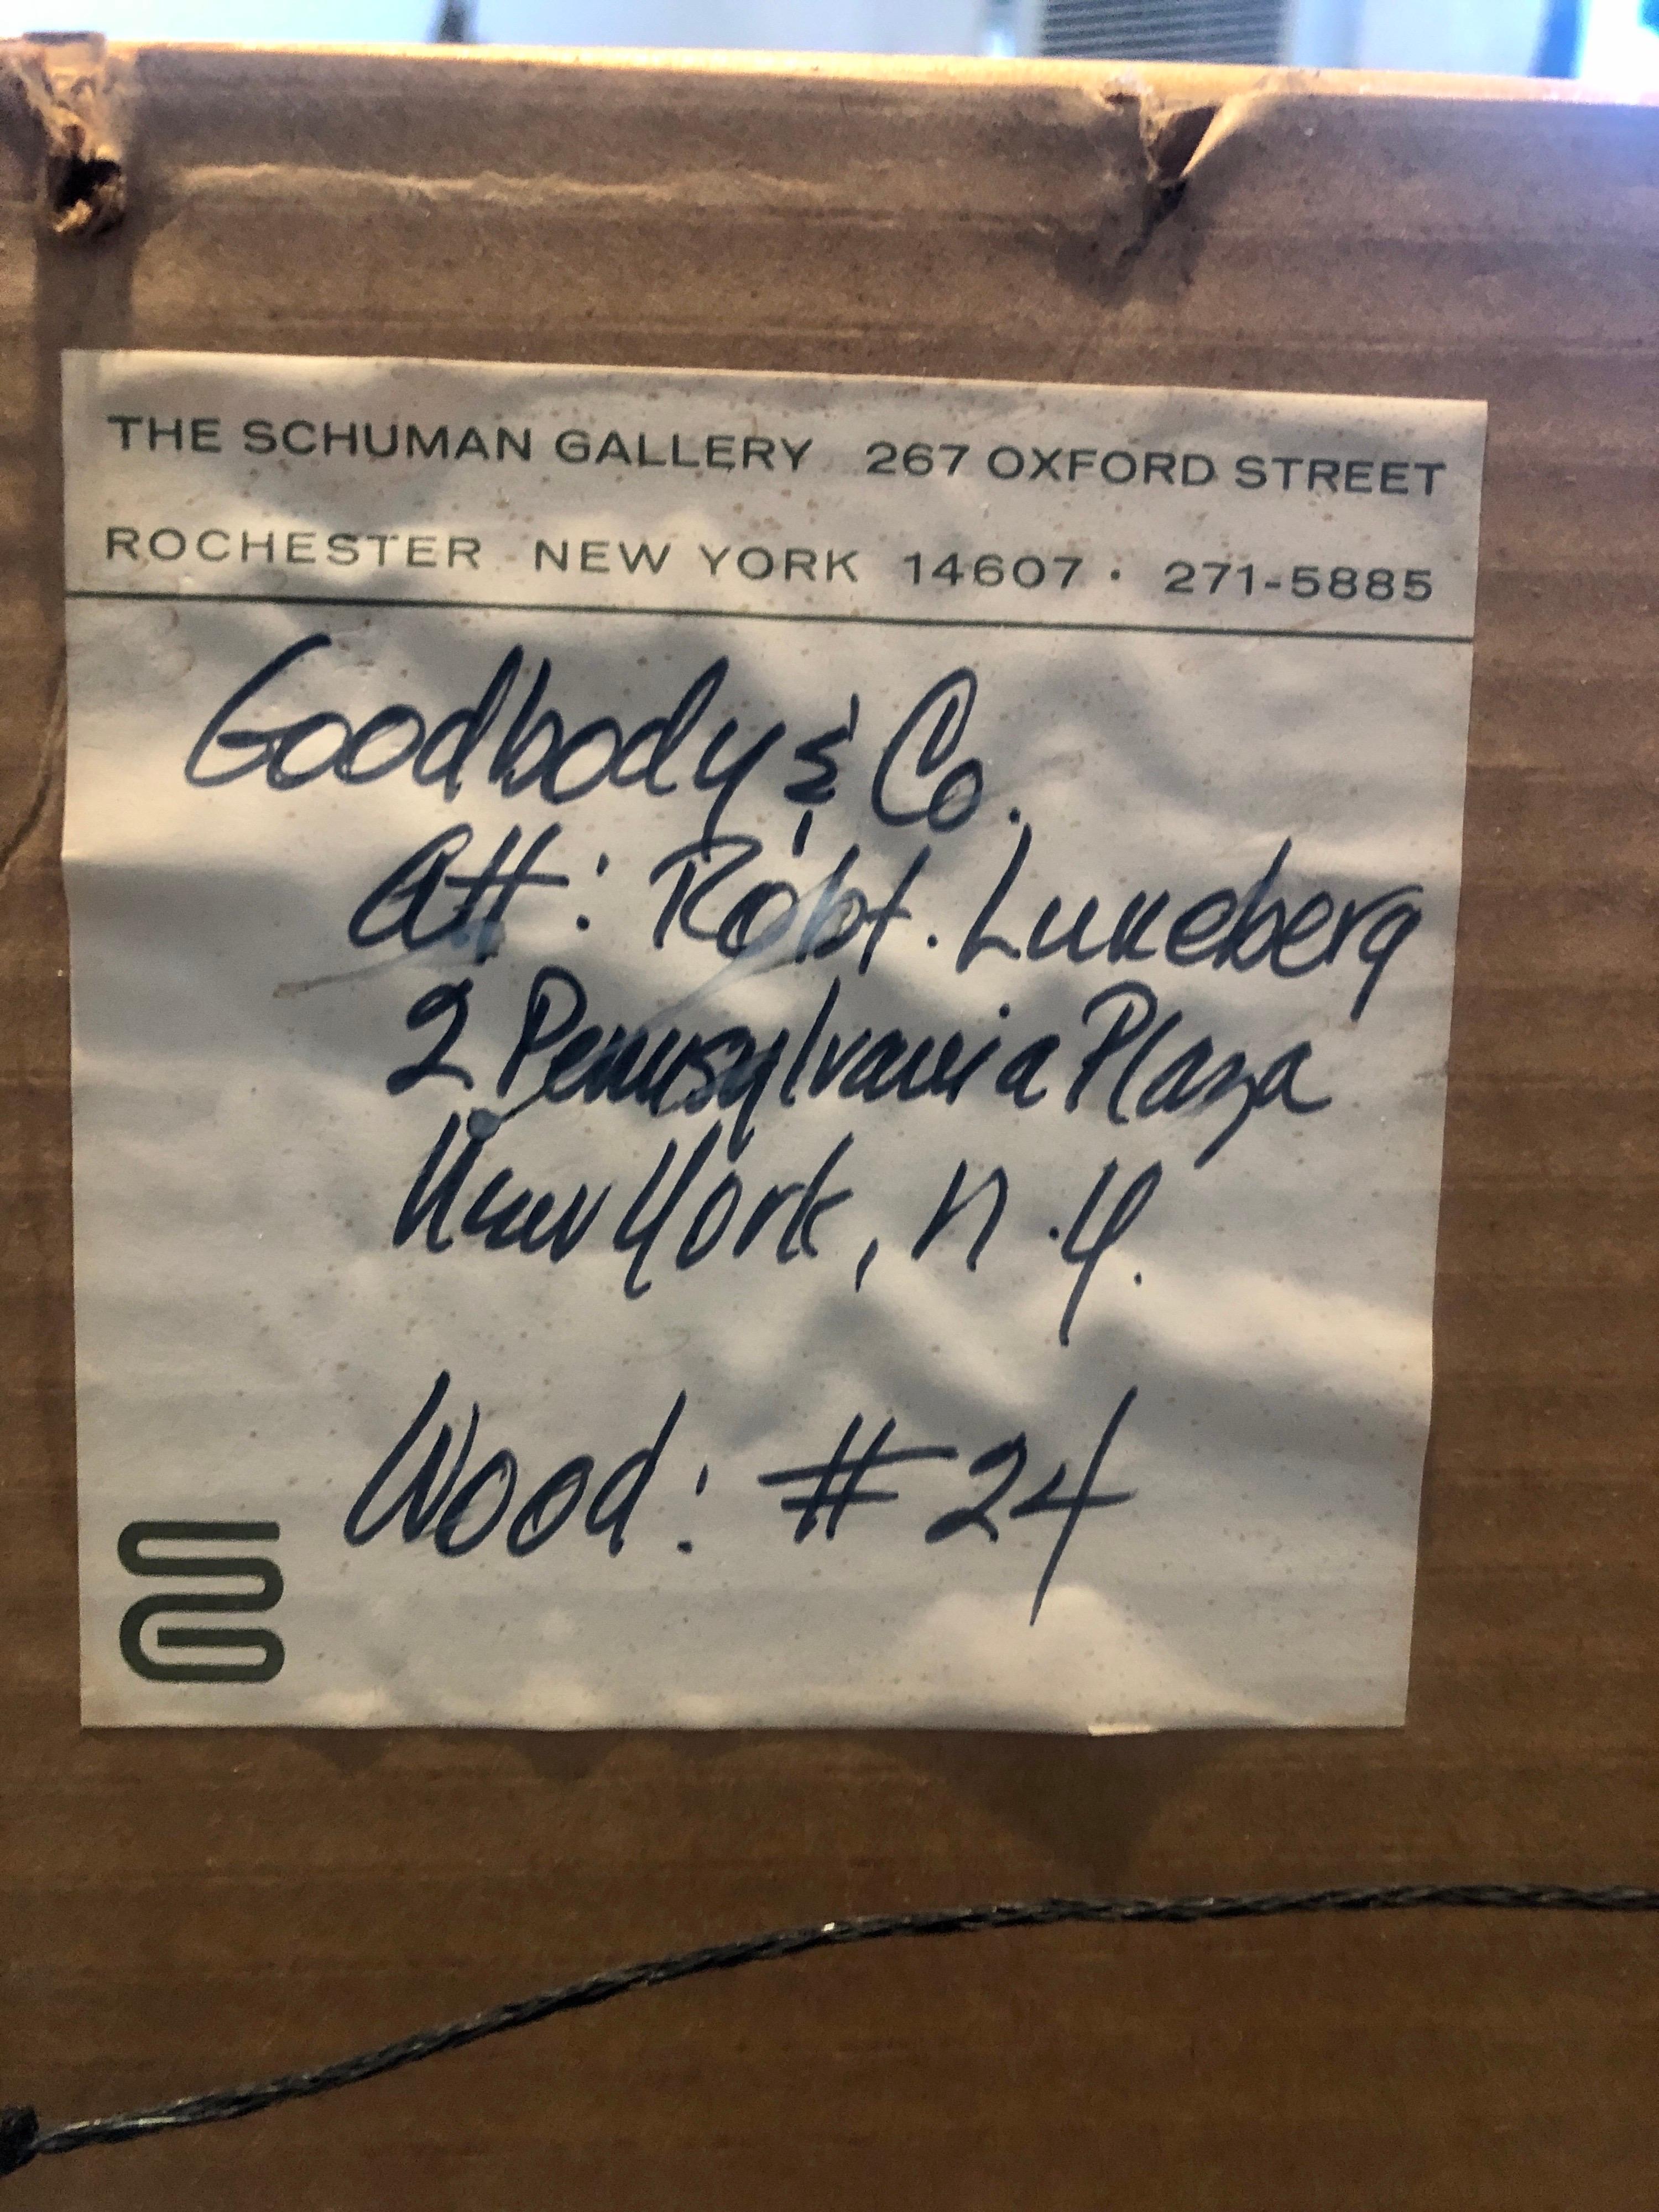 THE SCHUMAN GALLERY 267 OXFORD STREET
ROCHESTER NEW YORK 14607 · 271-5885
Goodbody & Co.
Att: Robt. Lukeberg
2 Pennsylvania Plaza
New York, N.Y.
Wood: #24